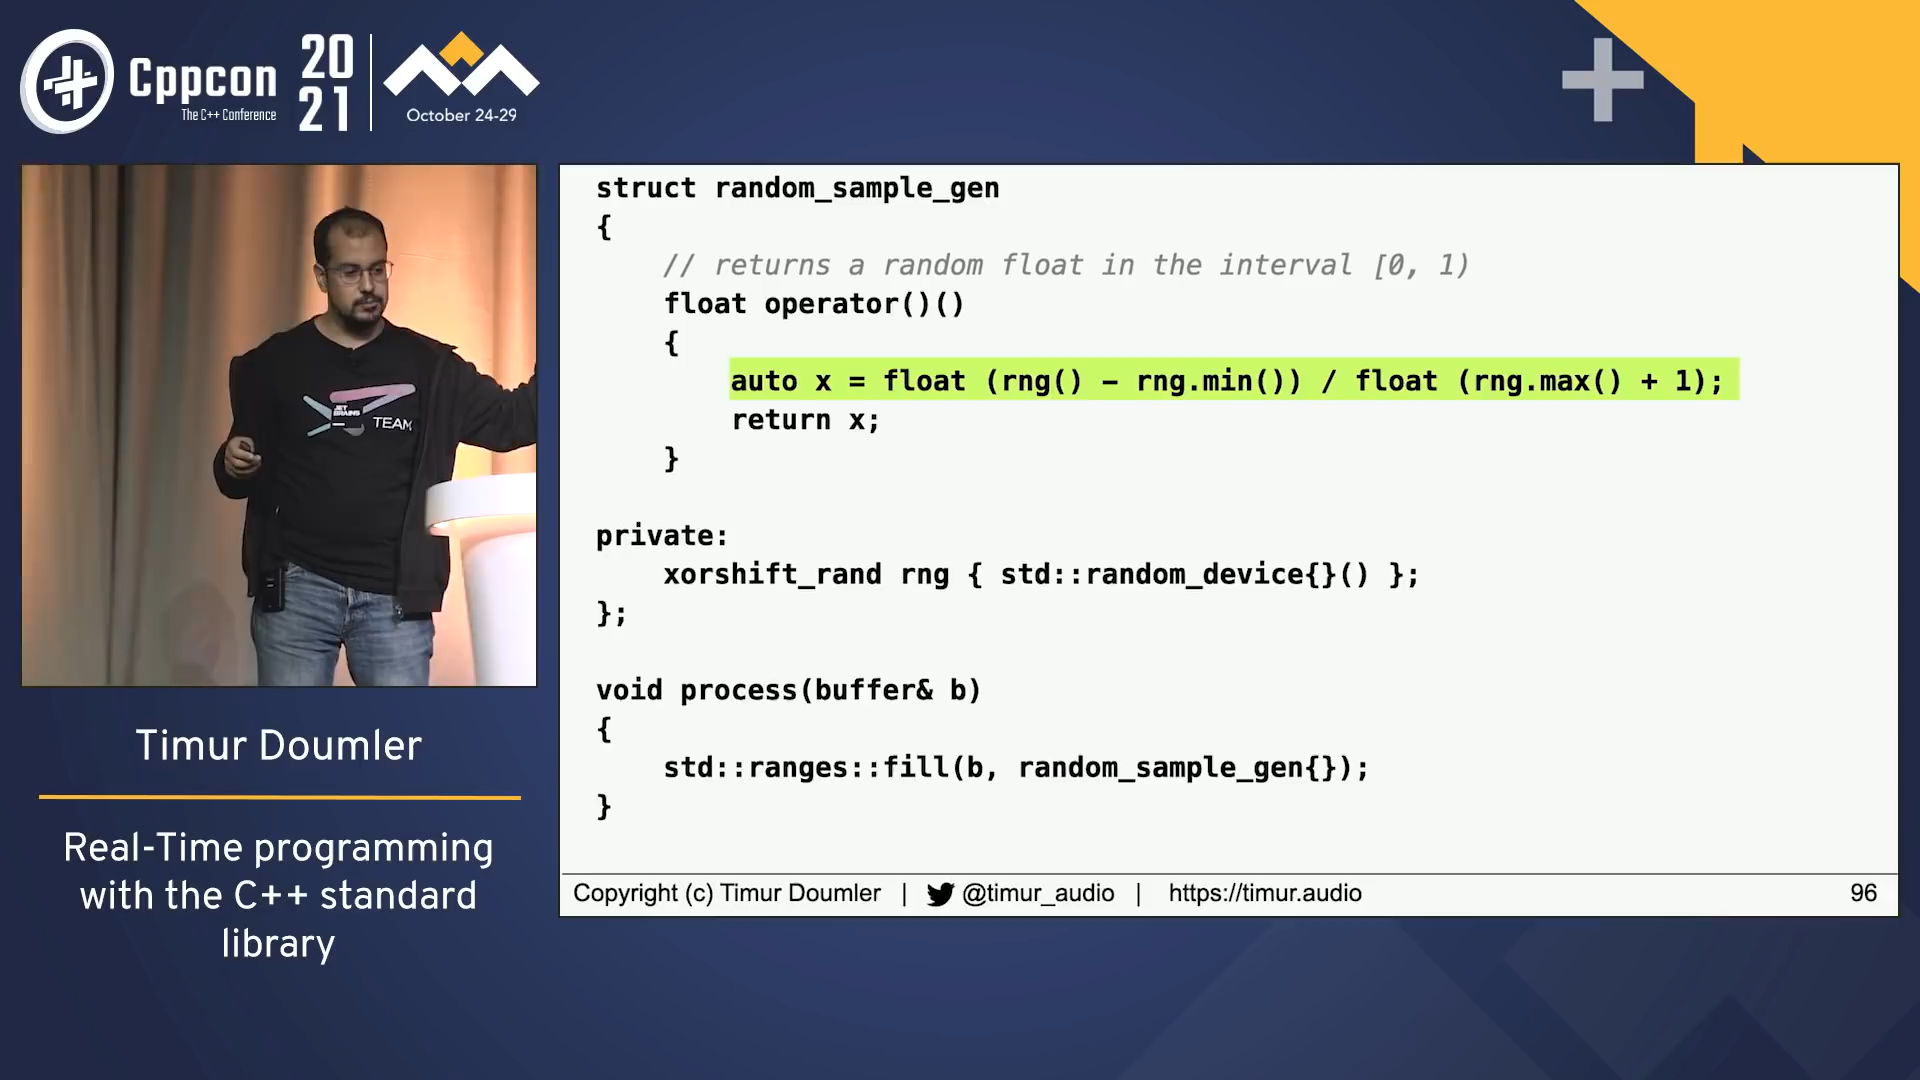 Cppcon
The C++ Conference
20
21
October 24-29
JET
BRAINS
TEAM
Timur Doumler
Real-Time programming
with the C++ standard
library
struct random_sample_gen
{
    // returns a random float in the interval [0, 1)
    float operator()()
    {
        auto x = float (rng() – rng.min()) / float (rng.max() + 1);
        return x;
    }
private:
    xorshift_rand rng { std::random_device{}() };
};
void process(buffer& b)
{
    std::ranges::fill(b, random_sample_gen{});
}
Copyright (c) Timur Doumler | @timur_audio | https://timur.audio
96